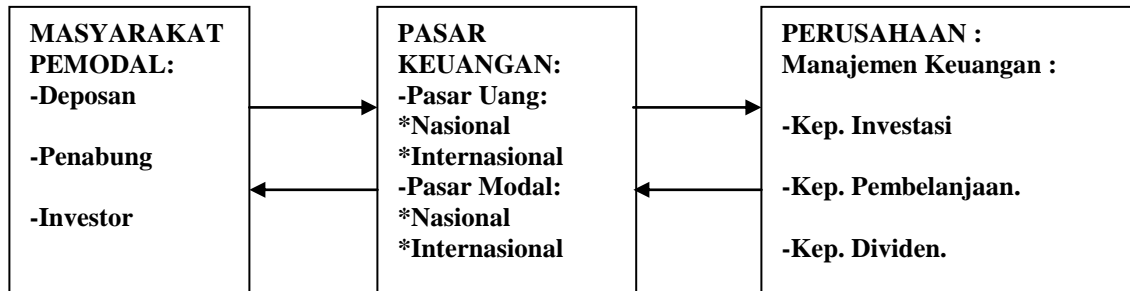 MASYARAKAT
PEMODAL:
-Deposan
-Penabung
-Investor
PASAR
KEUANGAN:
-Pasar Uang:
*Nasional
*Internasional
-Pasar Modal:
*Nasional
*Internasional
PERUSAHAAN :
Manajemen Keuangan :
-Kep. Investasi
-Kep. Pembelanjaan.
-Kep. Dividen.